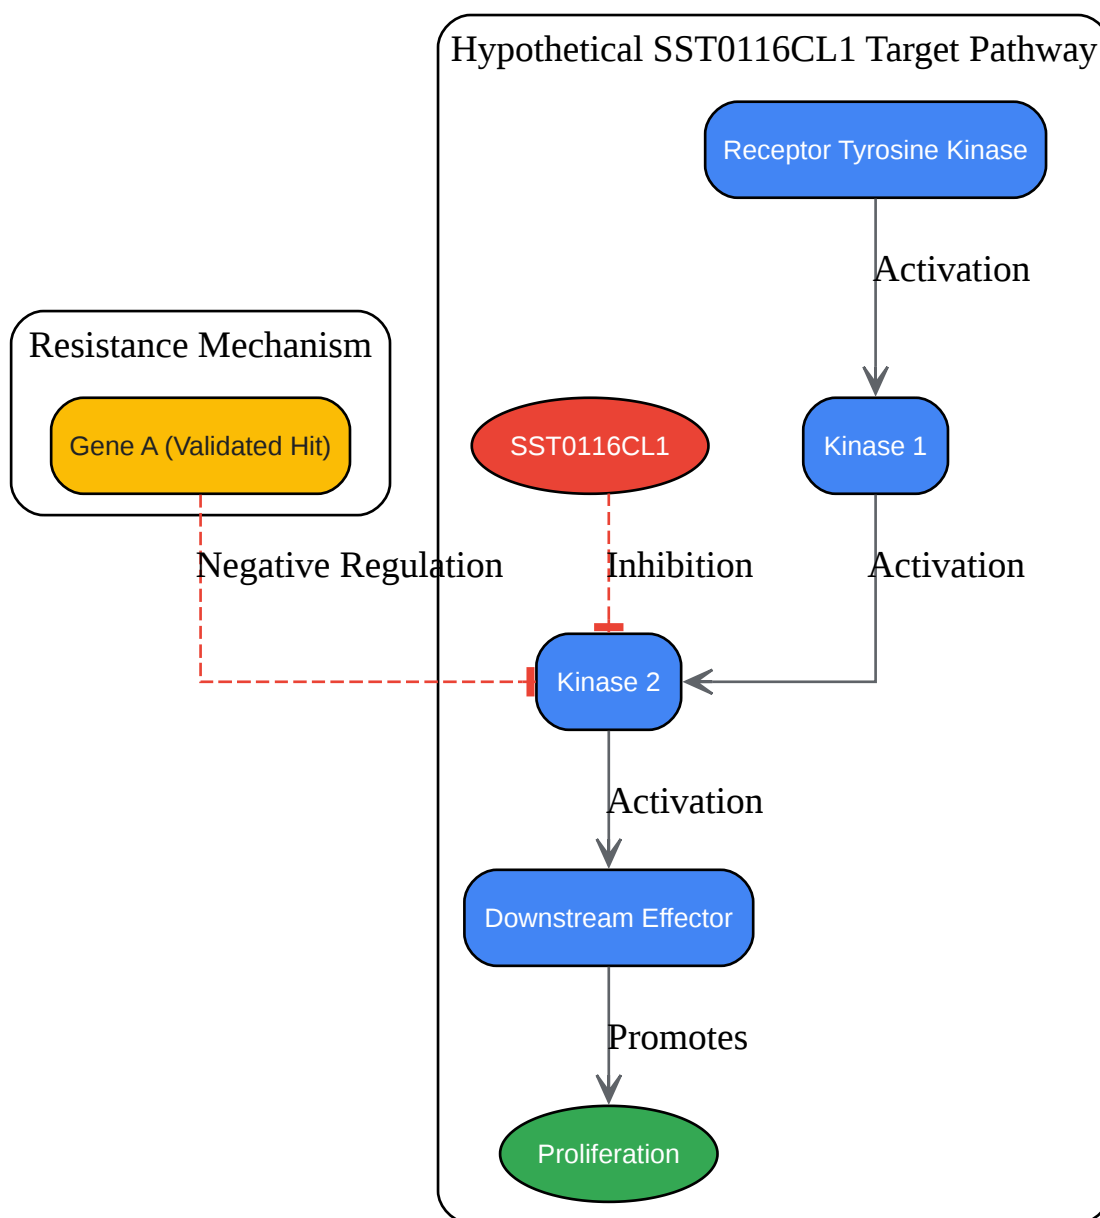 Hypothetical SST0116CL1 Target Pathway
Receptor Tyrosine Kinase
Activation
Resistance Mechanism
Gene A (Validated Hit)
SST0116CL1
Kinase 1
Negative Regulation
Inhibition
Activation
Kinase 2
Activation
Downstream Effector
Promotes
Proliferation